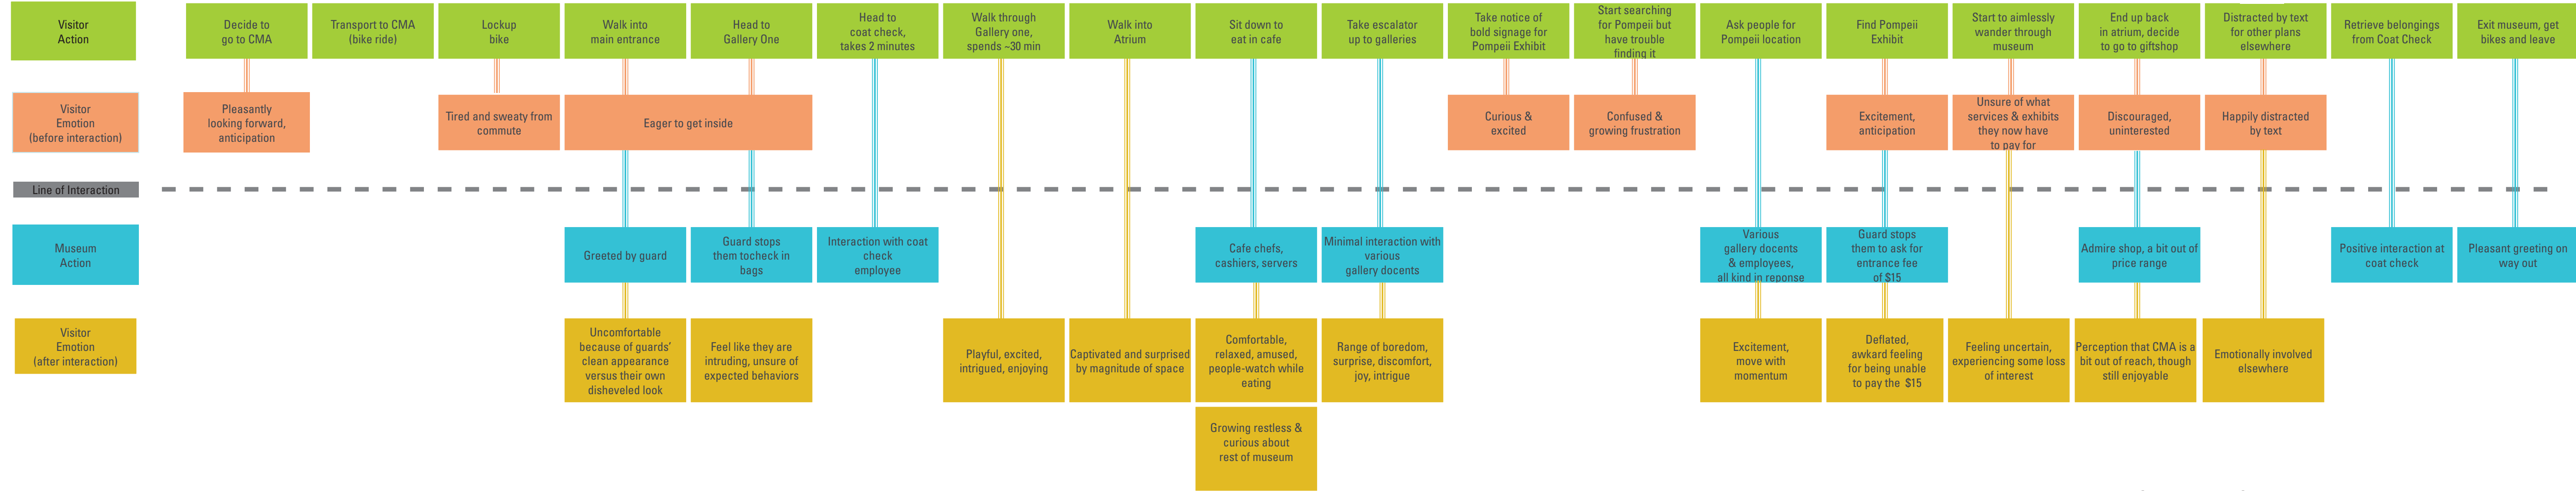 Visitor
Action
Decide to
go to CMA
Transport to CMA
(bike ride)
Lockup
bike
Walk into
main entrance
Head to
Gallery One
Head to
coat check,
takes 2 minutes
Walk through
Gallery one,
spends ~30 min
Walk into
Atrium
Sit down to
eat in cafe
Take escalator
up to galleries
Take notice of
bold signage for
Pompeii Exhibit
Start searching
for Pompeii but
have trouble
finding it
Ask people for
Pompeii location
Find Pompeii
Exhibit
Start to aimlessly
wander through
museum
End up back
in atrium, decide
to go to giftshop
Distracted by text
for other plans
elsewhere
Retrieve belongings
from Coat Check
Exit museum, get
bikes and leave
Visitor
Emotion
(before interaction)
Pleasantly
looking forward,
anticipation
Tired and sweaty from
commute
Eager to get inside
Curious &
excited
Confused &
growing frustration
Excitement,
anticipation
Unsure of what
services & exhibits
they now have
to pay for
Discouraged,
uninterested
Happily distracted
by text
Line of Interaction
Museum
Action
Greeted by guard
Guard stops
them tocheck in
bags
Interaction with coat
check
employee
Cafe chefs,
cashiers, servers
Minimal interaction with
various
gallery docents
Various
gallery docents
& employees,
all kind in reponse
Guard stops
them to ask for
entrance fee
of $15
Admire shop, a bit out of
price range
Positive interaction at
coat check
Pleasant greeting on
way out
Visitor
Emotion
(after interaction)
Uncomfortable
because of guards'
clean appearance
versus their own
disheveled look
Feel like they are
intruding, unsure of
expected behaviors
Playful, excited,
intrigued, enjoying
Captivated and surprised
by magnitude of space
Comfortable,
relaxed, amused,
people-watch while
eating
Range of boredom,
surprise, discomfort,
joy, intrigue
Excitement,
move with
momentum
Deflated,
awkard feeling
for being unable
to pay the $15
Feeling uncertain,
experiencing some loss
of interest
Perception that CMA is a
bit out of reach, though
still enjoyable
Emotionally involved
elsewhere
Growing restless &
curious about
rest of museum